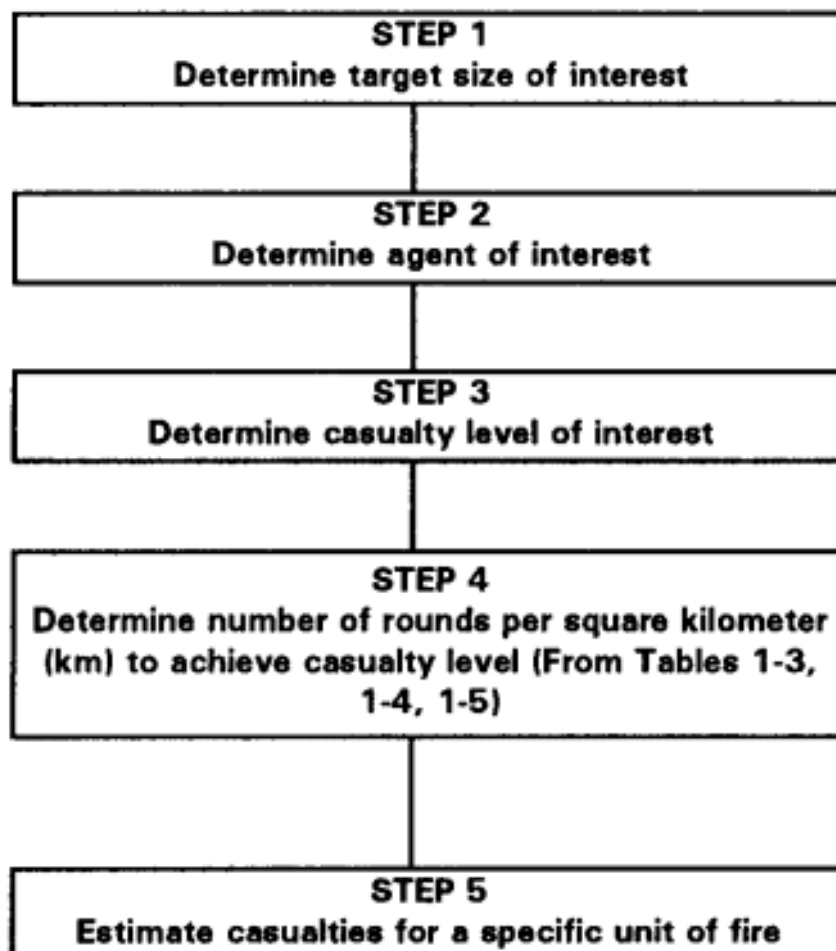 STEP 1
Determine target size of interest
STEP 2
Determine agent of interest
STEP 3
Determine casualty level of interest
STEP 4
Determine number of rounds per square kilometer
(km) to achieve casualty level (From Tables 1-3,
1-4, 1-5)
STEP 5
Estimate casualties for a specific unit of fire